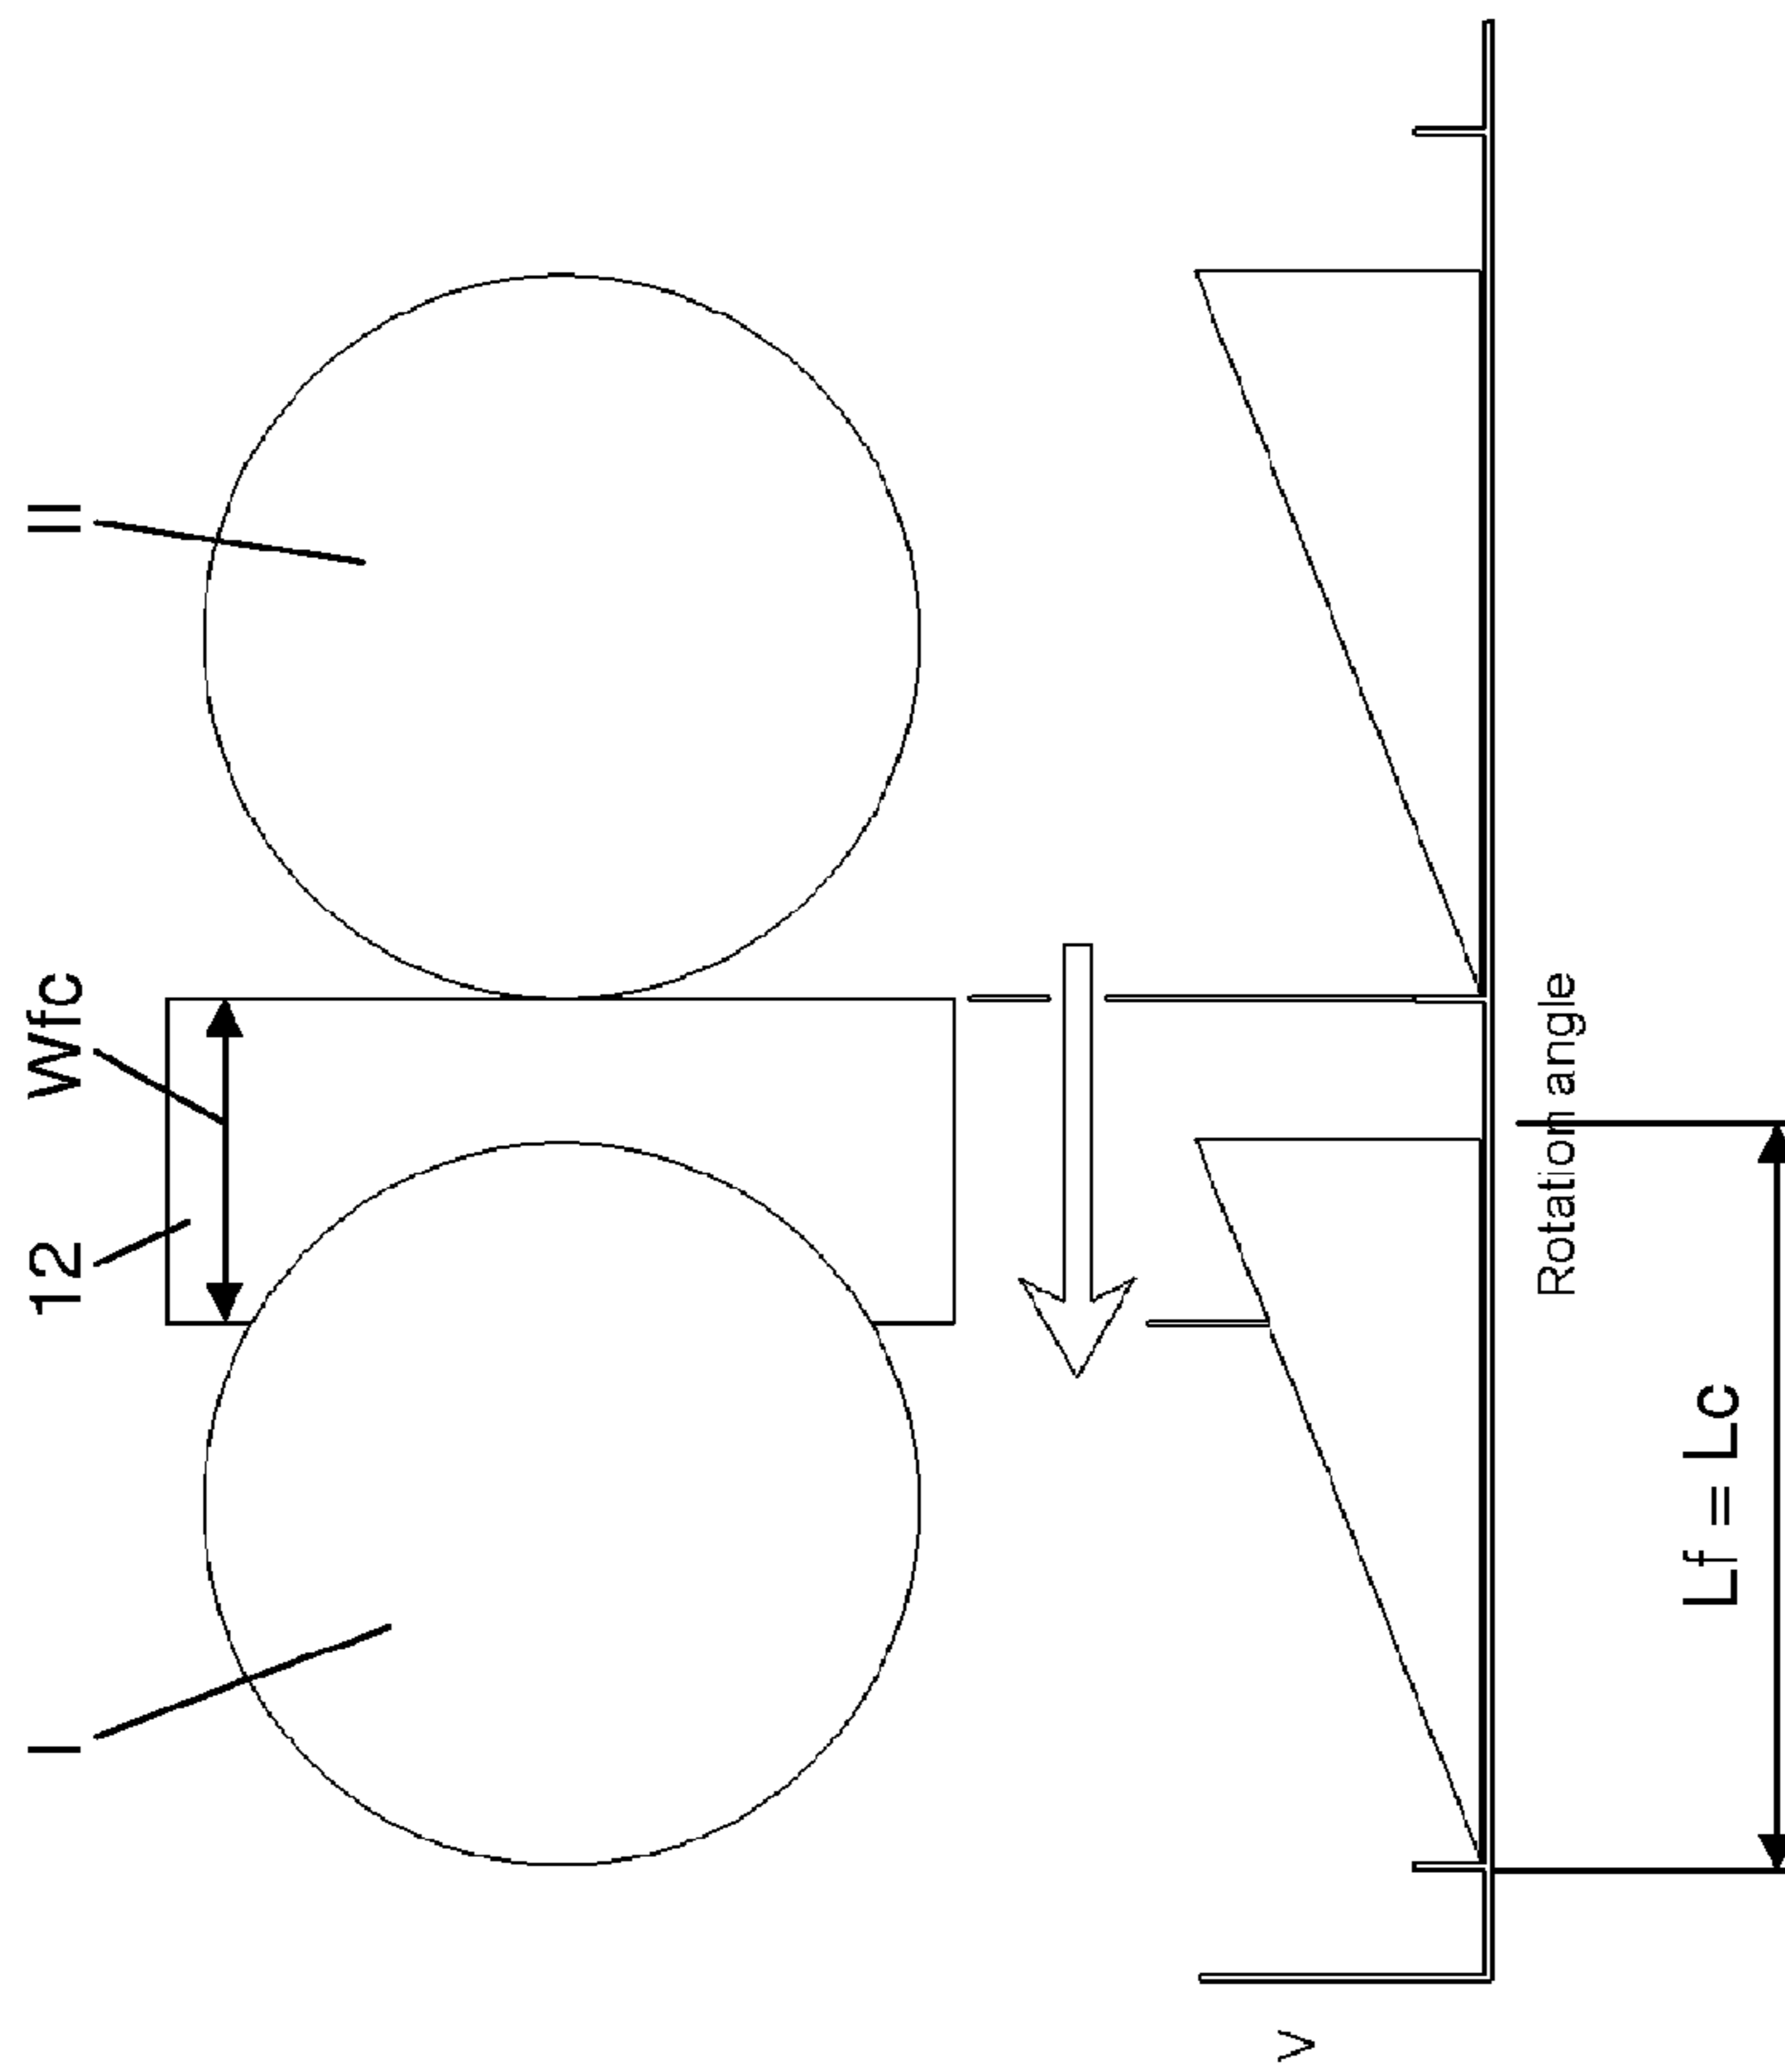 I
12
Wfc
II
V
Rotation angle
Lf = Lc